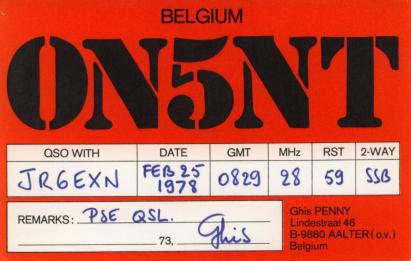 BELGIUM
ON5NT
QSO WITH DATE GMT MHz RST 2-WAY
JR6EXN FEB 25 1978 0829 28 59 SSB
REMARKS: PSE QSL.
73, Ghis
Ghis PENNY
Lindestraat 46
B-9880 AALTER (o.v.)
Belgium